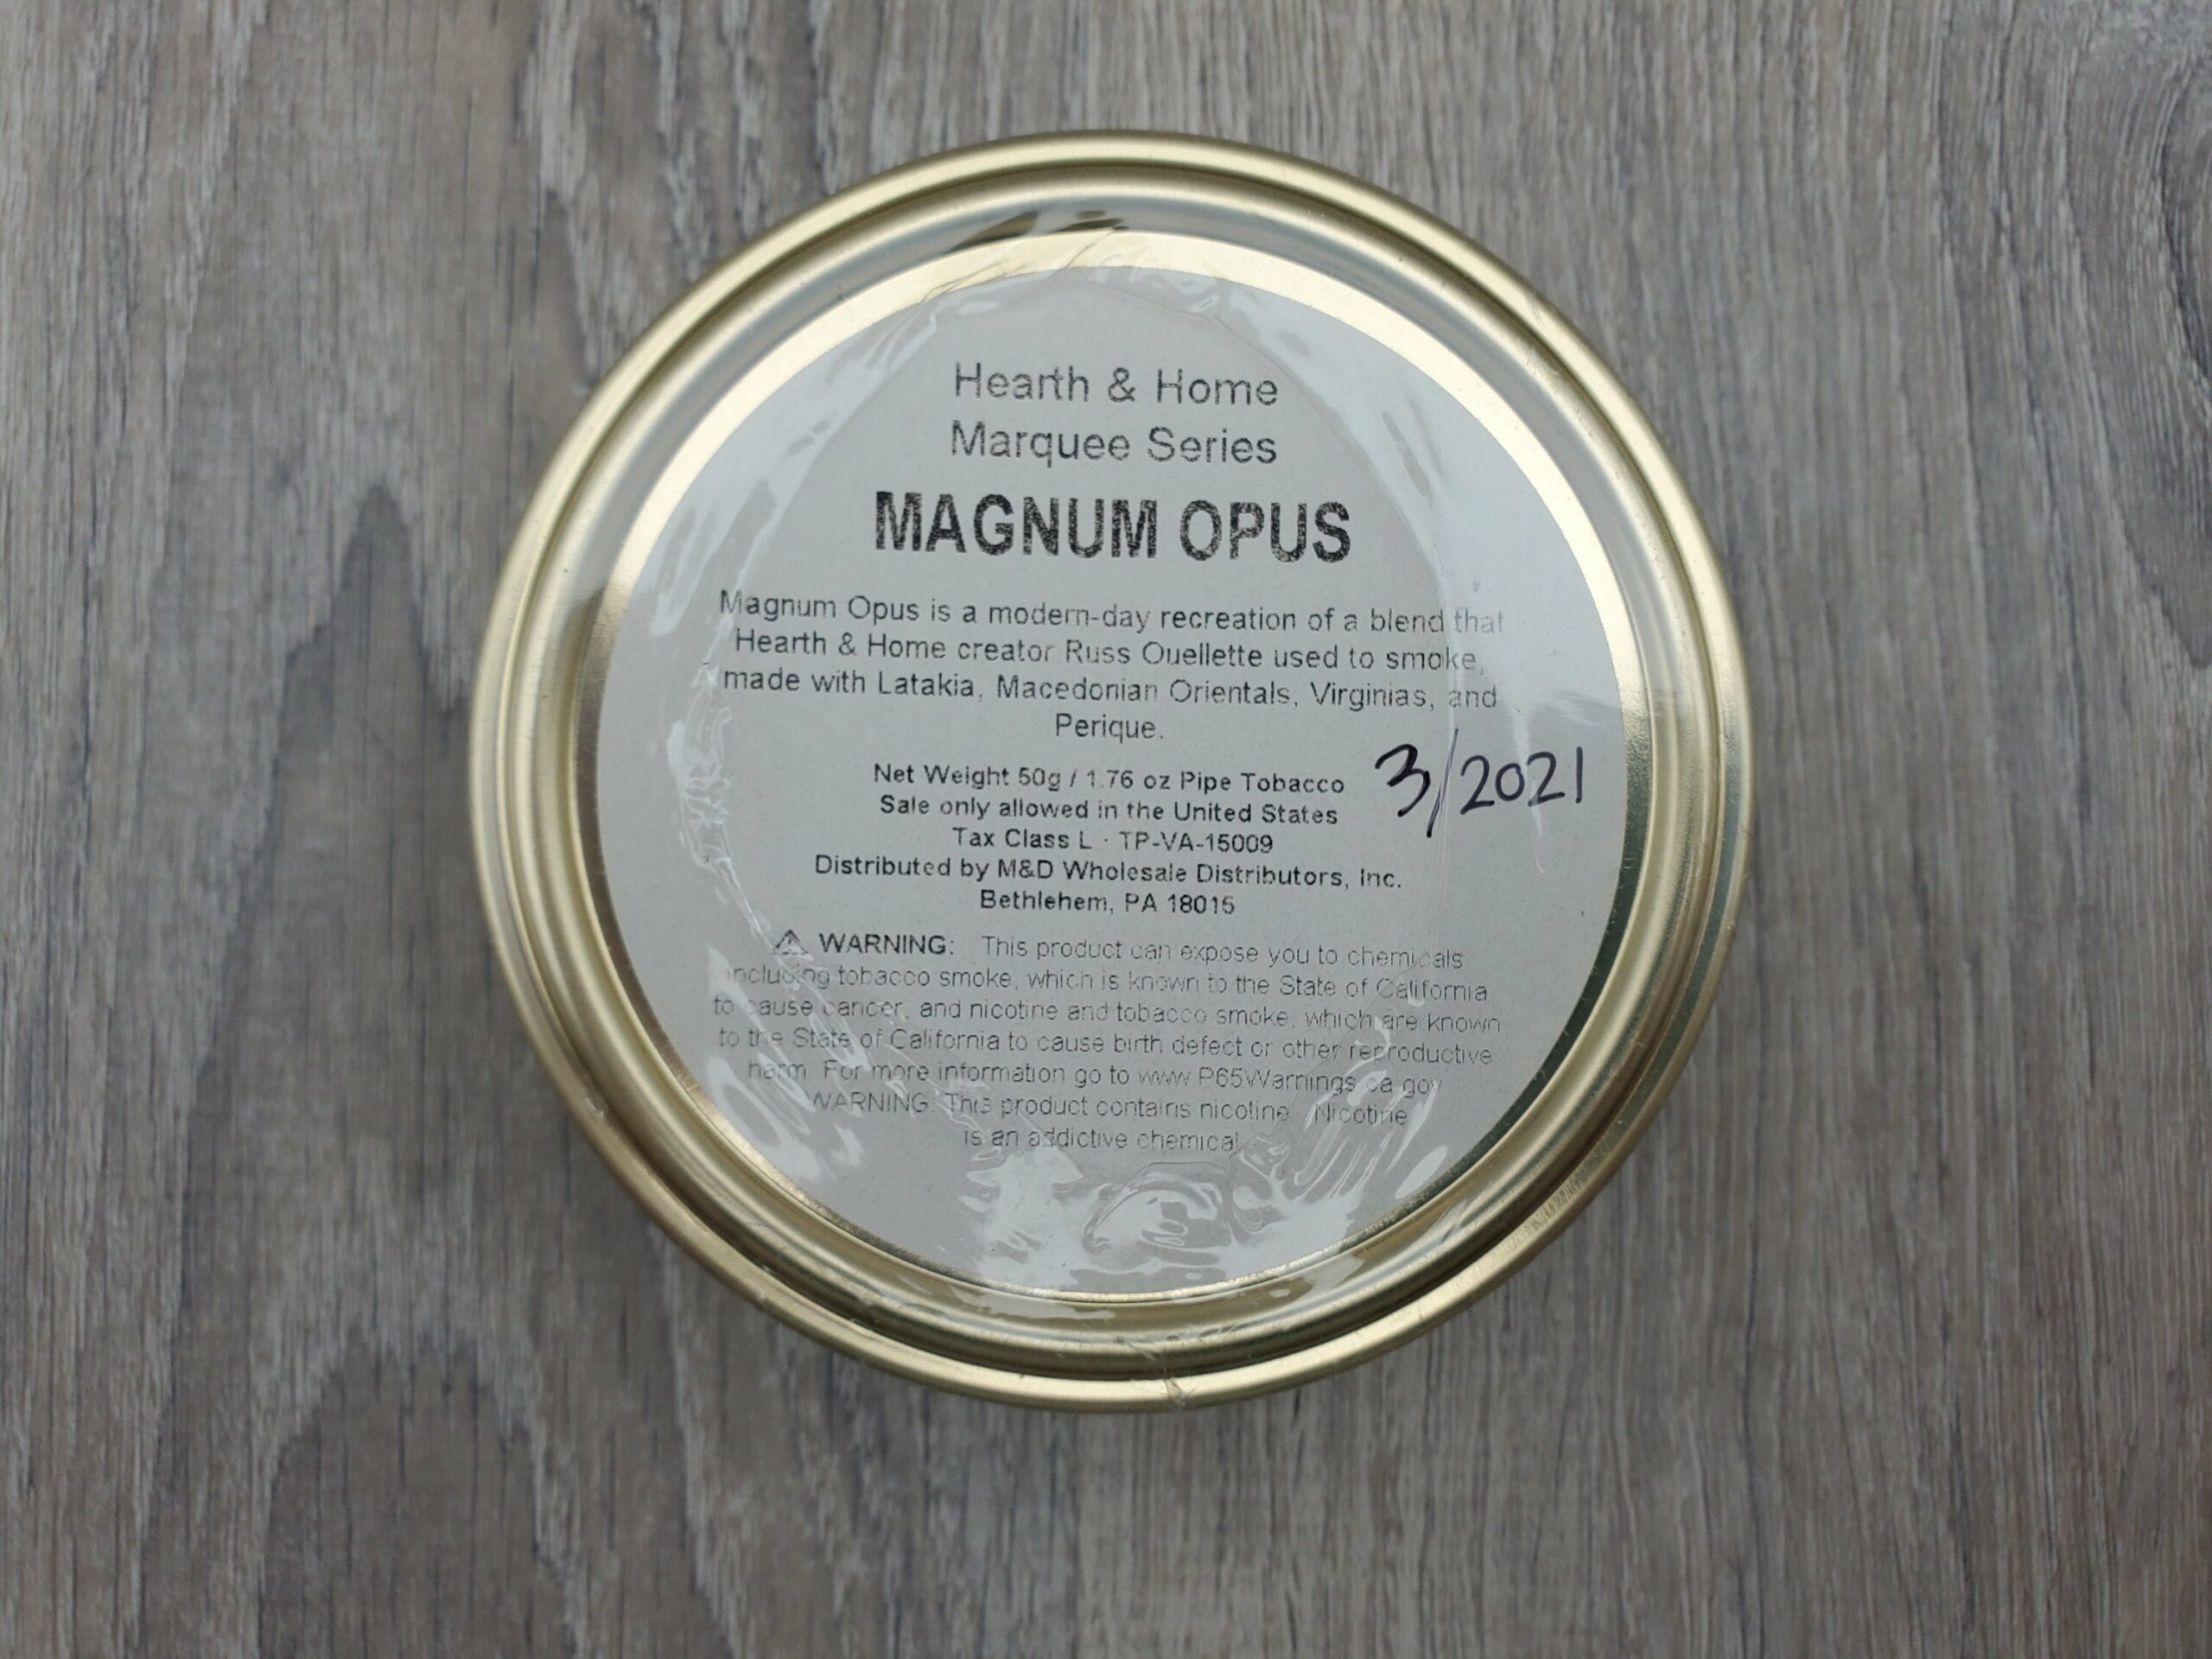 Hearth & Home
Marquee Series
MAGNUM OPUS
Magnum Opus is a modern-day recreation of a blend that
Hearth & Home creator Russ Ouellette used to smoke,
made with Latakia, Macedonian Orientals, Virginias, and
Perique.
3/2021
Net Weight 50g / 1.76 oz Pipe Tobacco
Sale only allowed in the United States
Tax Class L · TP-VA-15009
Distributed by M&D Wholesale Distributors, Inc.
Bethlehem, PA 18015
⚠ WARNING: This product can expose you to chemicals
including tobacco smoke, which is known to the State of California
to cause cancer, and nicotine and tobacco smoke, which are known
to the State of California to cause birth defect or other reproductive
harm. For more information go to www.P65Warnings.ca.gov
WARNING: This product contains nicotine. Nicotine
is an addictive chemical.